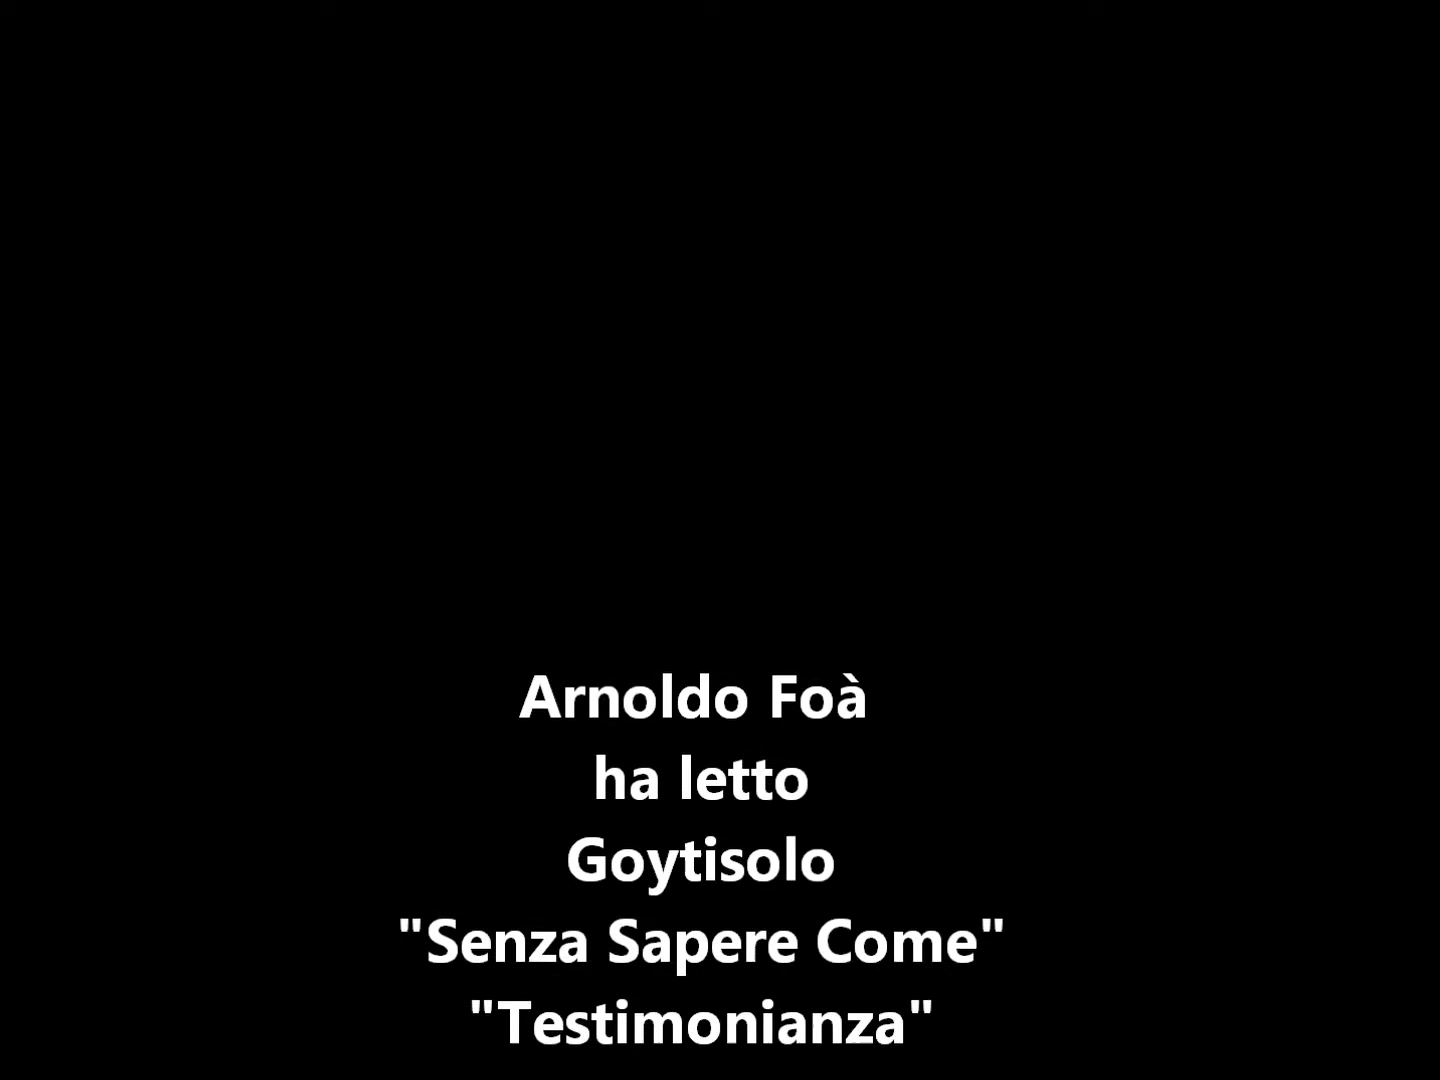 Arnoldo Foà
ha letto
Goytisolo
"Senza Sapere Come"
"Testimonianza"